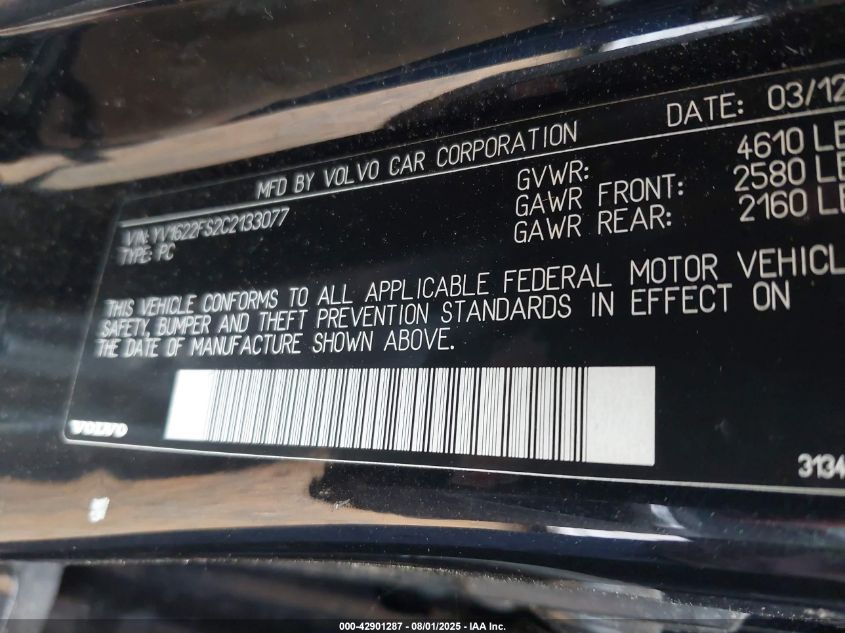 DATE: 03/12
MFD BY VOLVO CAR CORPORATION
GVWR: 4610 LB
GAWR FRONT: 2580 LB
GAWR REAR: 2160 LB
VIN: YV1622FS2C2133077
TYPE: PC
THIS VEHICLE CONFORMS TO ALL APPLICABLE FEDERAL MOTOR VEHICL
SAFETY, BUMPER AND THEFT PREVENTION STANDARDS IN EFFECT ON
THE DATE OF MANUFACTURE SHOWN ABOVE.
VOLVO
3134
000-42901287 - 08/01/2025 - IAA Inc.